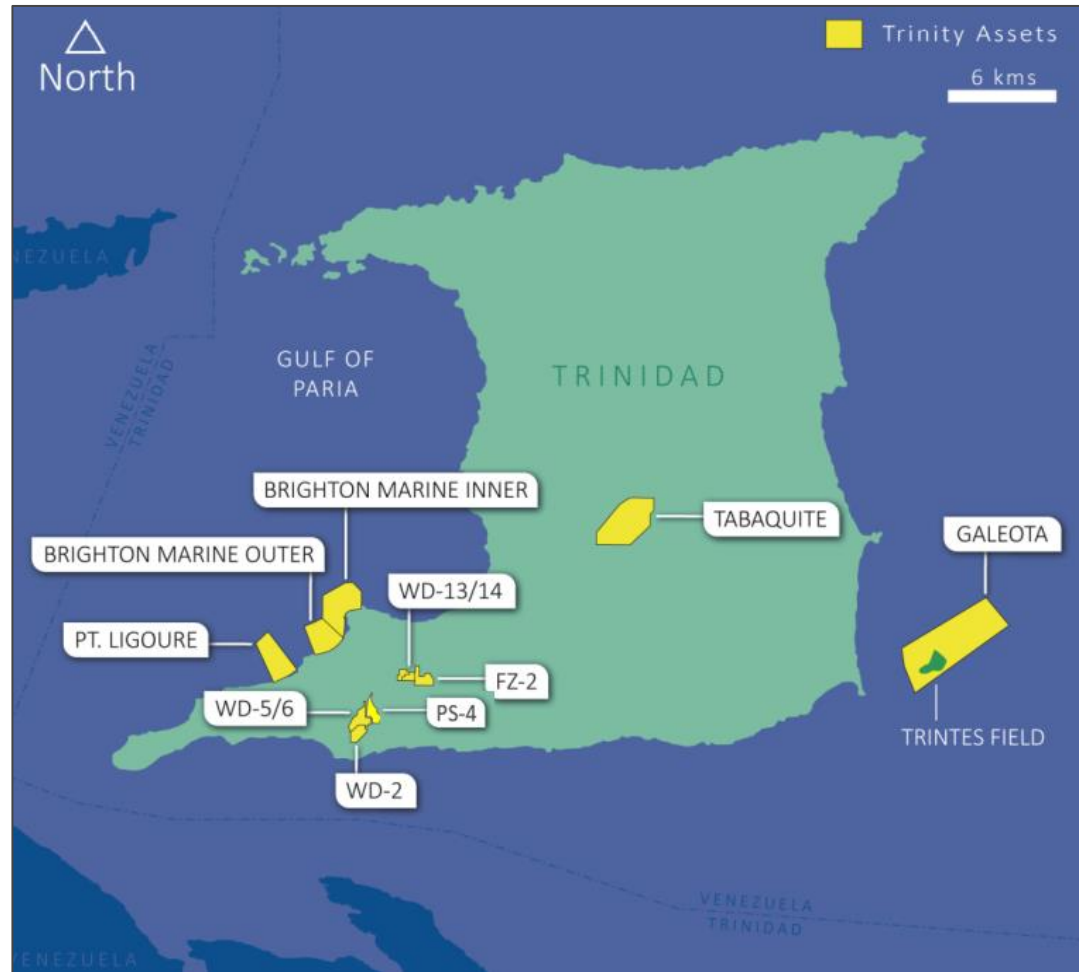 North
Trinity Assets
6 kms
ENEZUELA
VENEZUELA
TRINIDAD
GULF OF
PARIA
TRINIDAD
BRIGHTON MARINE INNER
TABAQUITE
GALEOTA
BRIGHTON MARINE OUTER
WD-13/14
PT. LIGOURE
FZ-2
WD-5/6
PS-4
TRINTES FIELD
WD-2
VENEZUELA
TRINIDAD
VENEZUELA